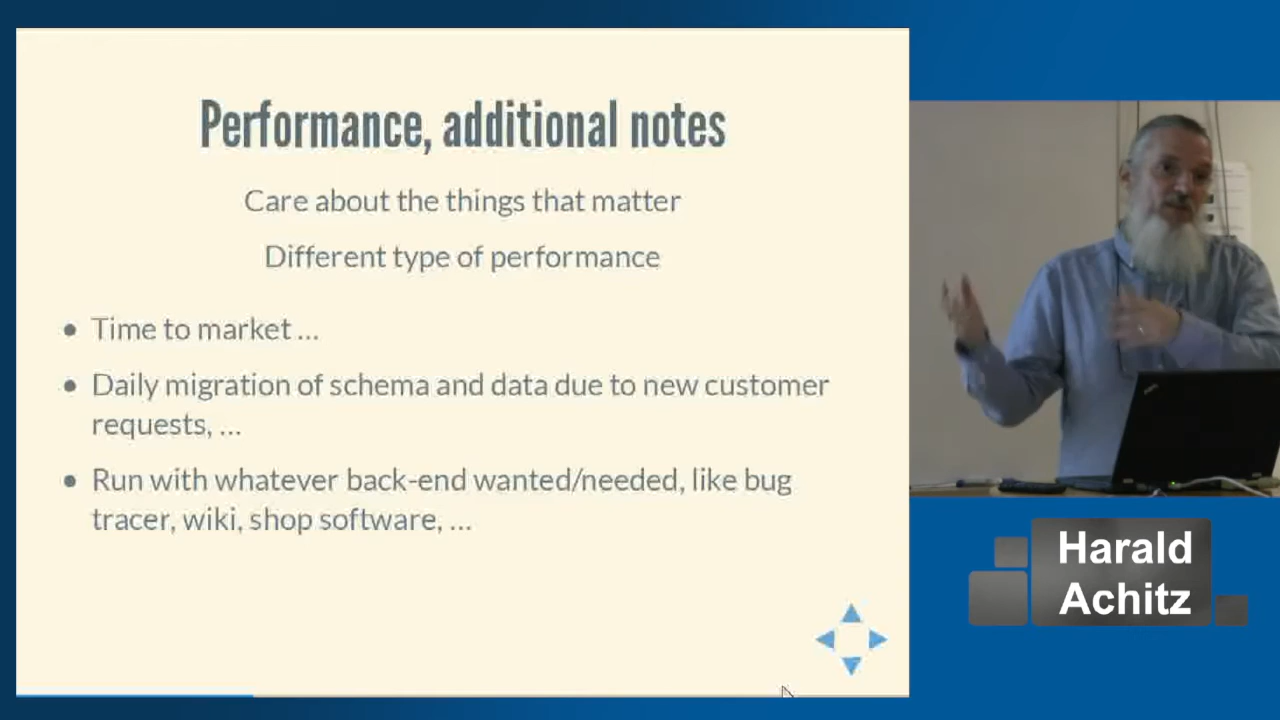 Performance, additional notes
Care about the things that matter
Different type of performance
Time to market ...
Daily migration of schema and data due to new customer
requests, ...
Run with whatever back-end wanted/needed, like bug
tracer, wiki, shop software, ...
Harald
Achitz